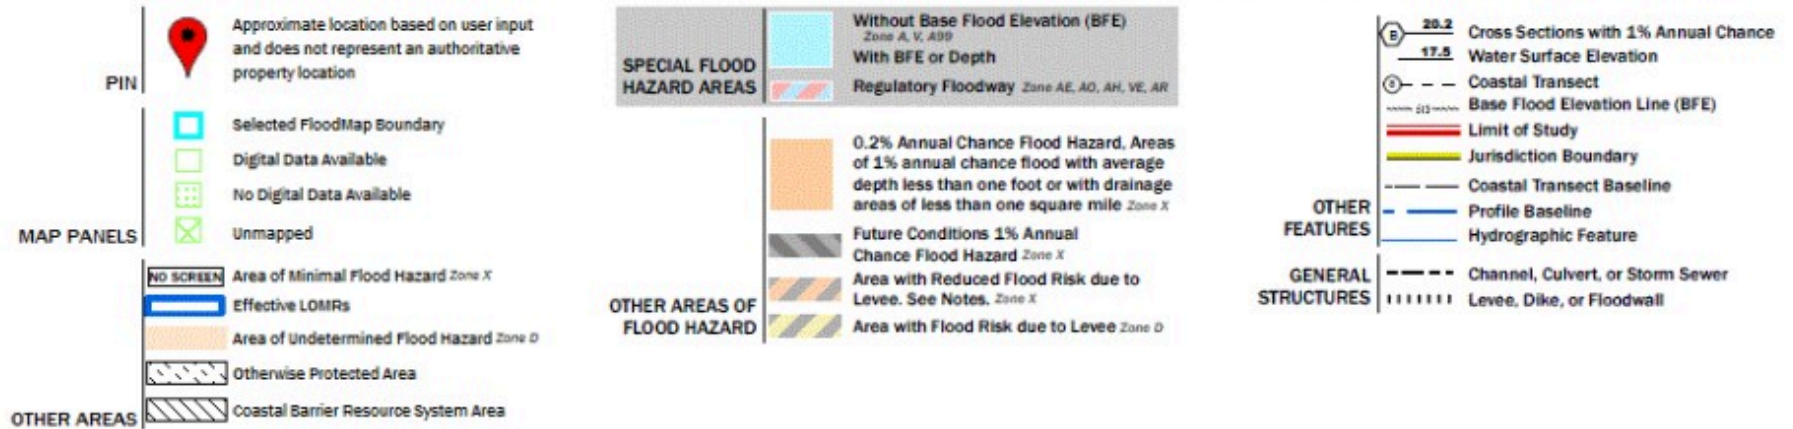 PIN
Approximate location based on user input
and does not represent an authoritative
property location
MAP PANELS
Selected FloodMap Boundary
Digital Data Available
No Digital Data Available
Unmapped
OTHER AREAS
NO SCREEN Area of Minimal Flood Hazard Zone X
Effective LOMRs
Area of Undetermined Flood Hazard Zone D
Otherwise Protected Area
Coastal Barrier Resource System Area
SPECIAL FLOOD
HAZARD AREAS
Without Base Flood Elevation (BFE)
Zone A, V, A99
With BFE or Depth
Regulatory Floodway Zone AE, AO, AH, VE, AR
OTHER AREAS OF
FLOOD HAZARD
0.2% Annual Chance Flood Hazard, Areas
of 1% annual chance flood with average
depth less than one foot or with drainage
areas of less than one square mile Zone X
Future Conditions 1% Annual
Chance Flood Hazard Zone X
Area with Reduced Flood Risk due to
Levee. See Notes. Zone X
Area with Flood Risk due to Levee Zone D
OTHER
FEATURES
B 20.2 Cross Sections with 1% Annual Chance
17.5 Water Surface Elevation
8 Coastal Transect
513 Base Flood Elevation Line (BFE)
Limit of Study
Jurisdiction Boundary
Coastal Transect Baseline
Profile Baseline
Hydrographic Feature
GENERAL
STRUCTURES
Channel, Culvert, or Storm Sewer
Levee, Dike, or Floodwall